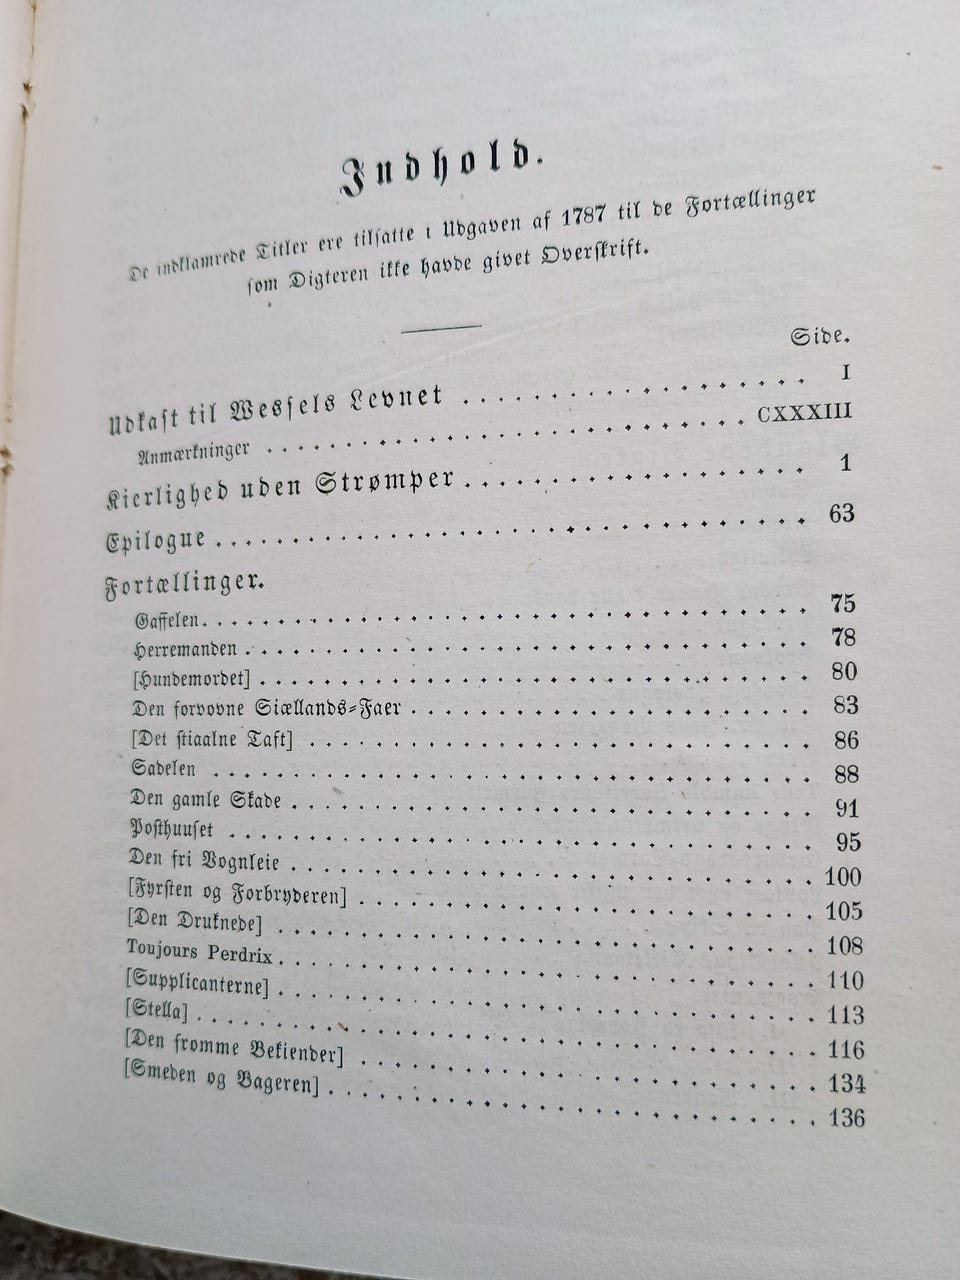 Indhold.
De indklamrede Titler ere tilsatte i Udgaven af 1787 til de Fortællinger
som Digteren ikke havde givet Overskrift.
Side.
Udkast til Wessels Levnet . . . . . . . . . . . . . . . . . . . . I
Anmærkninger . . . . . . . . . . . . . . . . . . . . . . . . . . . CXXXIII
Kierlighed uden Strømper . . . . . . . . . . . . . . . . . . . . 1
Epilogue . . . . . . . . . . . . . . . . . . . . . . . . . . . . . . . . . 63
Fortællinger.
Gaffelen . . . . . . . . . . . . . . . . . . . . . . . . . . . . . . . . 75
Herremanden . . . . . . . . . . . . . . . . . . . . . . . . . . . . . 78
[Hundemordet] . . . . . . . . . . . . . . . . . . . . . . . . . . . . 80
Den forvovne Siællands-Faer . . . . . . . . . . . . . . . . . . . 83
[Det stiaalne Taft] . . . . . . . . . . . . . . . . . . . . . . . . . . 86
Sadelen . . . . . . . . . . . . . . . . . . . . . . . . . . . . . . . . . 88
Den gamle Skade . . . . . . . . . . . . . . . . . . . . . . . . . . 91
Posthuuset . . . . . . . . . . . . . . . . . . . . . . . . . . . . . . . 95
Den fri Vognleie . . . . . . . . . . . . . . . . . . . . . . . . . . . 100
[Fyrsten og Forbryderen] . . . . . . . . . . . . . . . . . . . . . . 105
[Den Druknede] . . . . . . . . . . . . . . . . . . . . . . . . . . . 108
Toujours Perdrix . . . . . . . . . . . . . . . . . . . . . . . . . . . 110
[Supplicanterne] . . . . . . . . . . . . . . . . . . . . . . . . . . . 113
[Stella] . . . . . . . . . . . . . . . . . . . . . . . . . . . . . . . . . . 116
[Den fromme Bekiender] . . . . . . . . . . . . . . . . . . . . . . 134
[Smeden og Bageren] . . . . . . . . . . . . . . . . . . . . . . . . 136